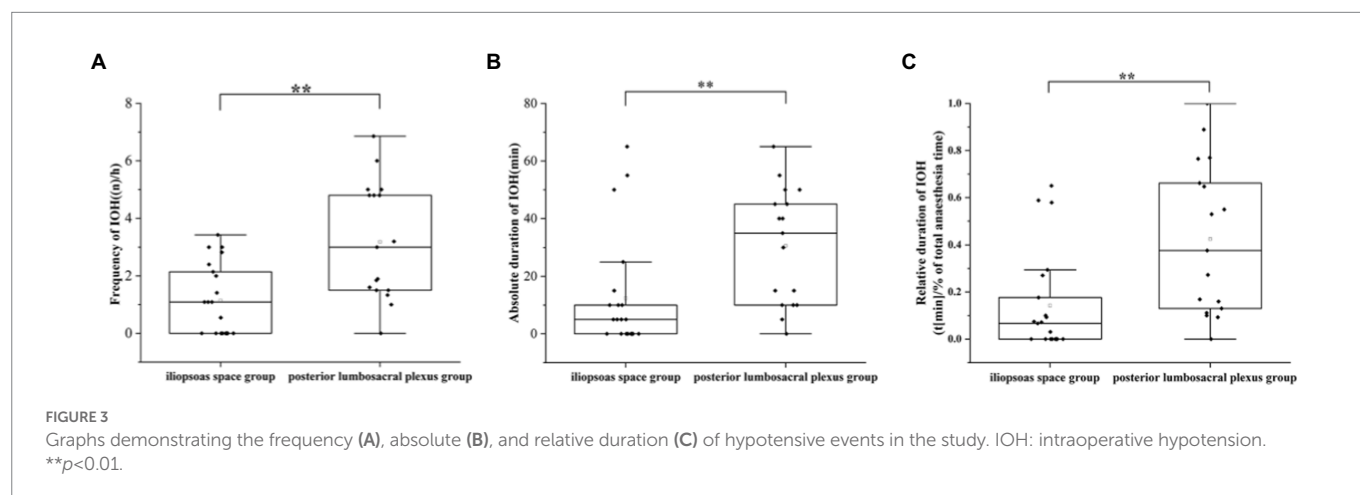 A
**
Frequency of IOH((n)/h)
8
6
4
2
0
iliopsoas space group posterior lumbosacral plexus group
B
**
Absolute duration of IOH(min)
80
60
40
20
0
iliopsoas space group posterior lumbosacral plexus group
C
**
Relative duration of IOH
(t[min]/% of total anaesthesia time)
1.0
0.8
0.6
0.4
0.2
0.0
iliopsoas space group posterior lumbosacral plexus group
FIGURE 3
Graphs demonstrating the frequency (A), absolute (B), and relative duration (C) of hypotensive events in the study. IOH: intraoperative hypotension.
**p<0.01.